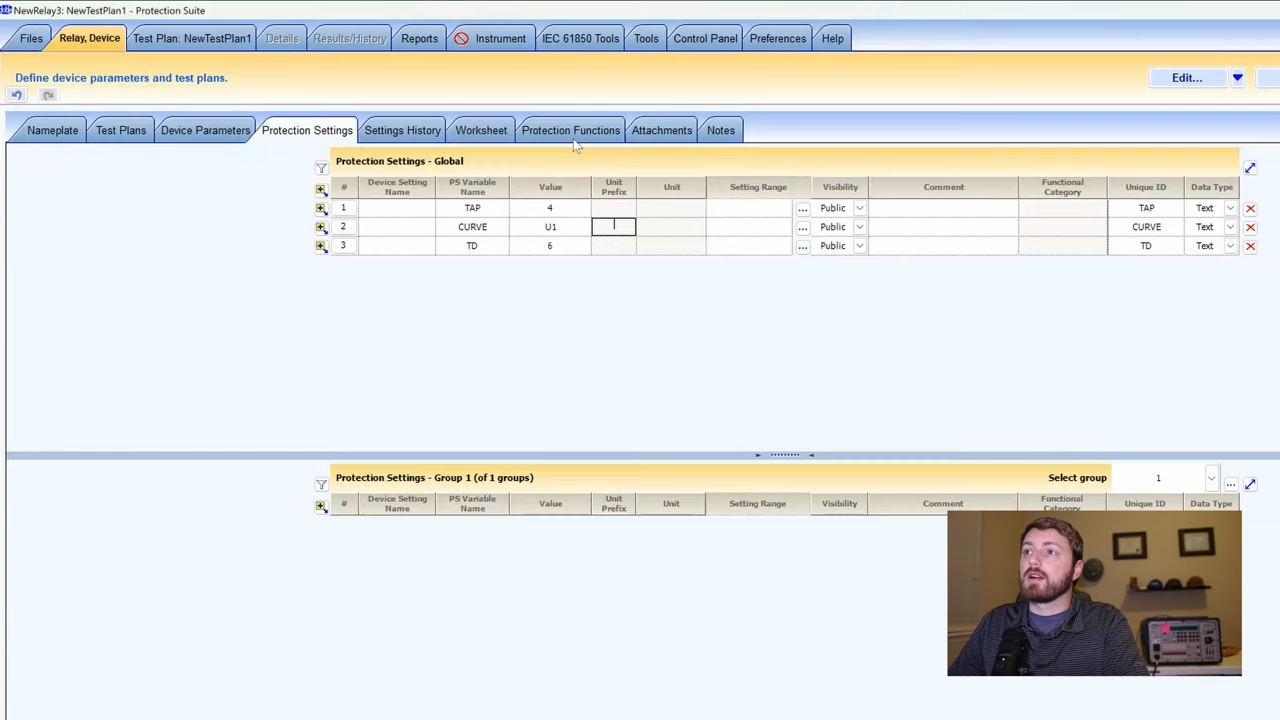 NewRelay3: NewTestPlan1 - Protection Suite
Files Relay, Device Test Plan: NewTestPlan1 Details Results/History Reports Instrument IEC 61850 Tools Tools Control Panel Preferences Help
Define device parameters and test plans.
Edit...
Nameplate Test Plans Device Parameters Protection Settings Settings History Worksheet Protection Functions Attachments Notes
Protection Settings - Global
# Device Setting Name PS Variable Name Value Unit Prefix Unit Setting Range Visibility Comment Functional Category Unique ID Data Type
1 TAP 4 ... Public TAP Text
2 CURVE U1 ... Public CURVE Text
3 TD 6 ... Public TD Text
Protection Settings - Group 1 (of 1 groups) Select group 1 ...
# Device Setting Name PS Variable Name Value Unit Prefix Unit Setting Range Visibility Comment Functional Category Unique ID Data Type